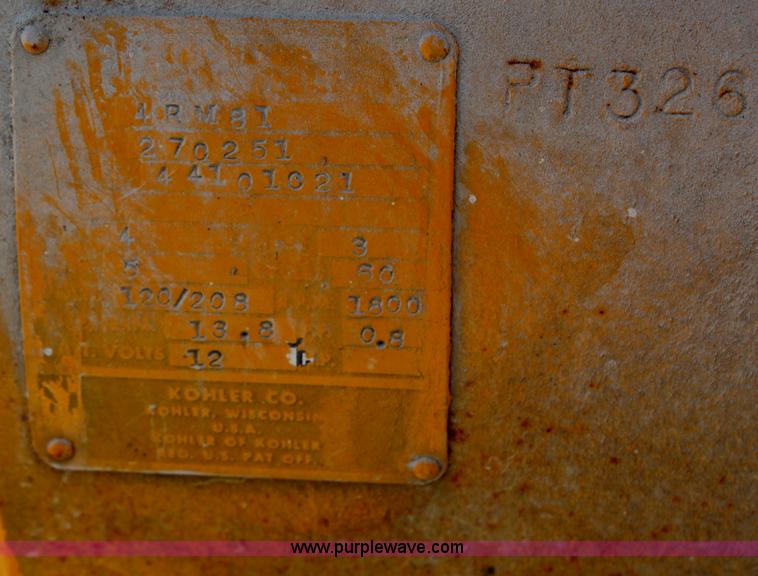 PT326
4RM8I
270251
44101021
4 3
5 60
120/208 1800
13.8 0.8
VOLTS 12
KOHLER CO.
KOHLER, WISCONSIN
U.S.A.
KOHLER OF KOHLER
REG. U.S. PAT OFF.
www.purplewave.com